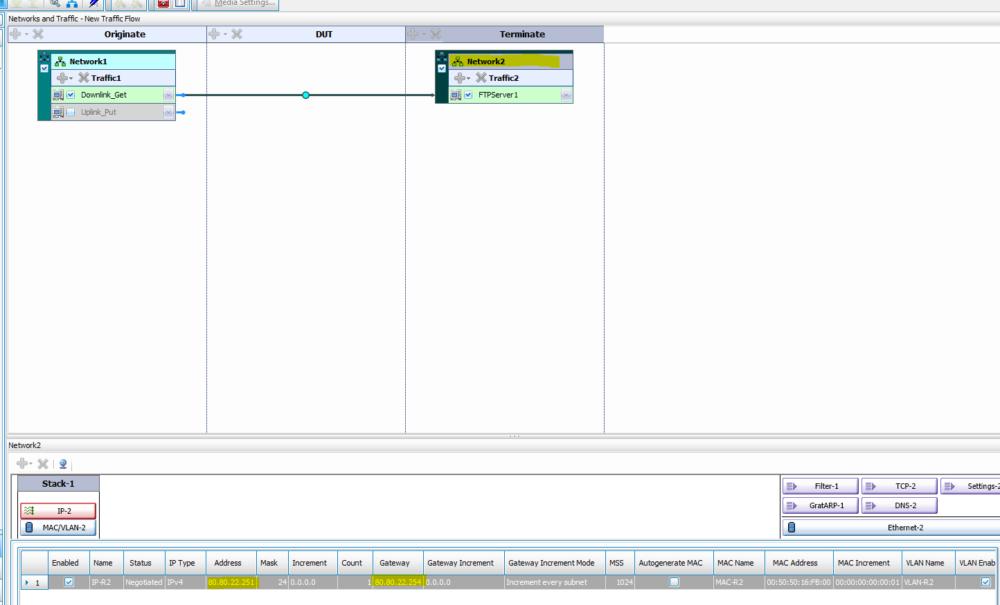 Media Settings...
Networks and Traffic - New Traffic Flow
Originate DUT Terminate
Network1 Network2
Traffic1 Traffic2
Downlink_Get FTPServer1
Uplink_Put
Network2
Stack-1
Filter-1 TCP-2 Settings-2
GratARP-1 DNS-2
IP-2
MAC/VLAN-2 Ethernet-2
Enabled Name Status IP Type Address Mask Increment Count Gateway Gateway Increment Gateway Increment Mode MSS Autogenerate MAC MAC Name MAC Address MAC Increment VLAN Name VLAN Enab
1 IP-R2 Negotiated IPv4 80.80.22.251 24 0.0.0.0 1 80.80.22.254 0.0.0.0 Increment every subnet 1024 MAC-R2 00:50:50:16:FB:00 00:00:00:00:00:01 VLAN-R2